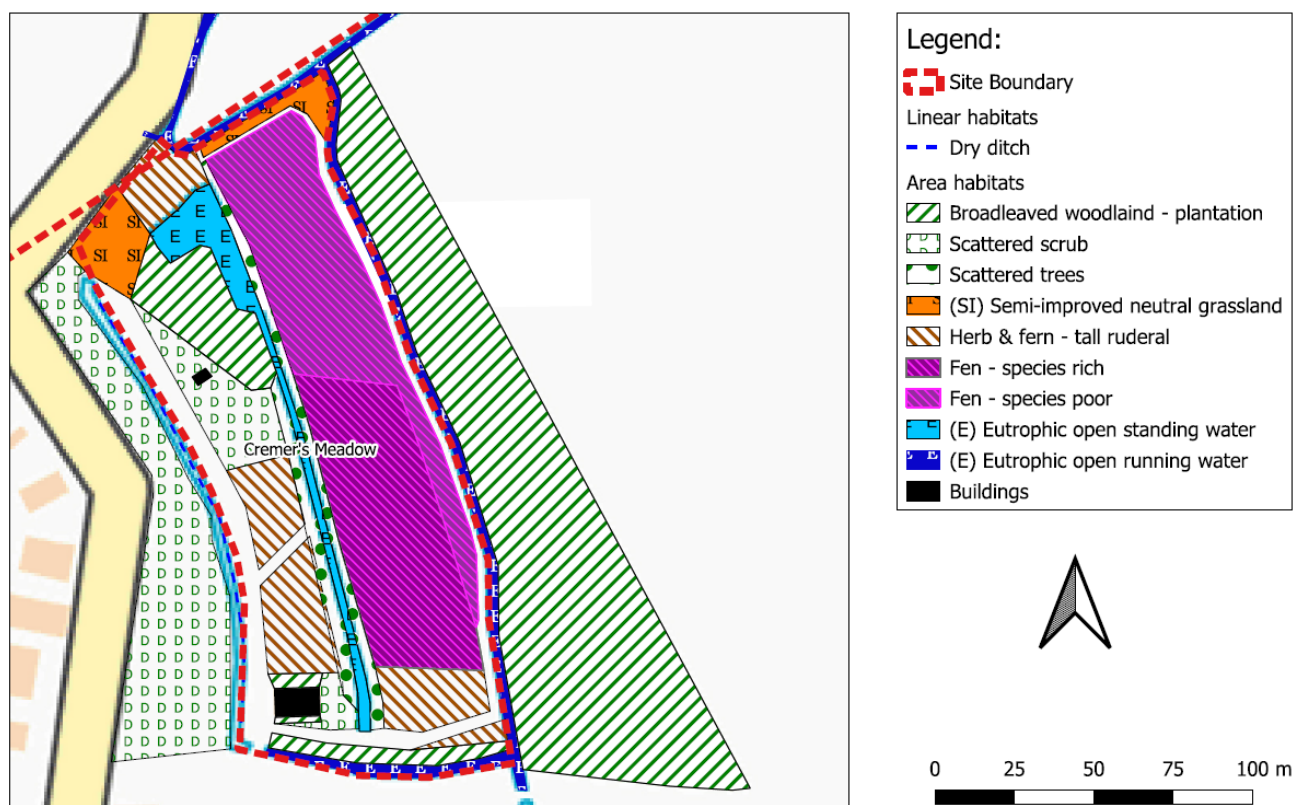 Cremer's Meadow
Legend:
Site Boundary
Linear habitats
Dry ditch
Area habitats
Broadleaved woodlaind - plantation
Scattered scrub
Scattered trees
(SI) Semi-improved neutral grassland
Herb & fern - tall ruderal
Fen - species rich
Fen - species poor
(E) Eutrophic open standing water
(E) Eutrophic open running water
Buildings
0 25 50 75 100 m